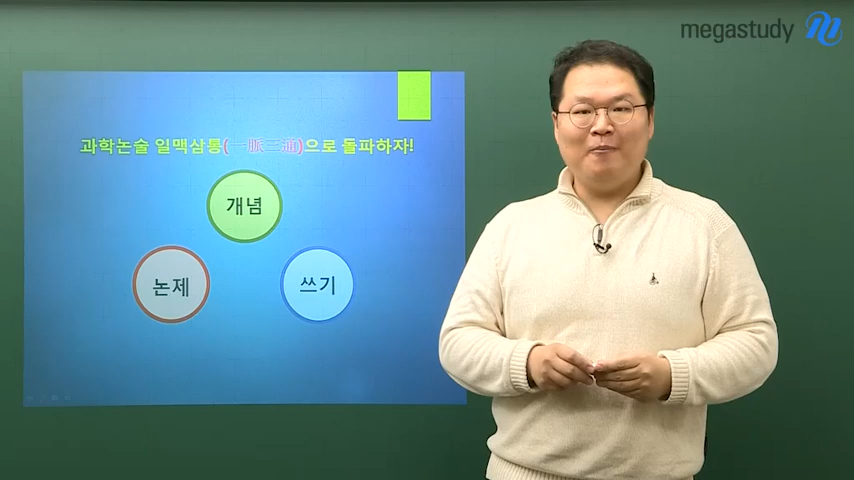 megastudy
과학논술 일맥삼통(一脈三通)으로 돌파하자!
개념
논제
쓰기